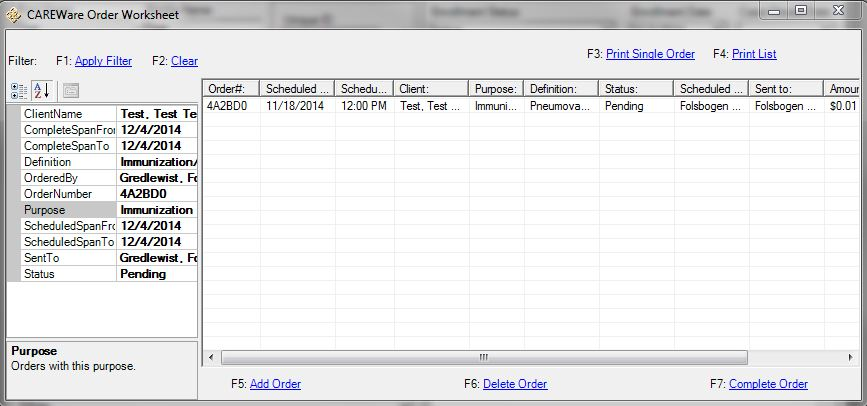 CAREWare Order Worksheet
Filter: F1: Apply Filter F2: Clear F3: Print Single Order F4: Print List
Order#: Scheduled ... Schedu... Client: Purpose: Definition: Status: Scheduled ... Sent to: Amoun
4A2BD0 11/18/2014 12:00 PM Test, Test ... Immuni... Pneumova... Pending Folsbogen ... Folsbogen ... $0.01
ClientName Test, Test Te
CompleteSpanFrom 12/4/2014
CompleteSpanTo 12/4/2014
Definition Immunization/
OrderedBy Gredlewist, Fo
OrderNumber 4A2BD0
Purpose Immunization
ScheduledSpanFro 12/4/2014
ScheduledSpanTo 12/4/2014
SentTo Gredlewist, Fo
Status Pending
Purpose
Orders with this purpose.
F5: Add Order F6: Delete Order F7: Complete Order